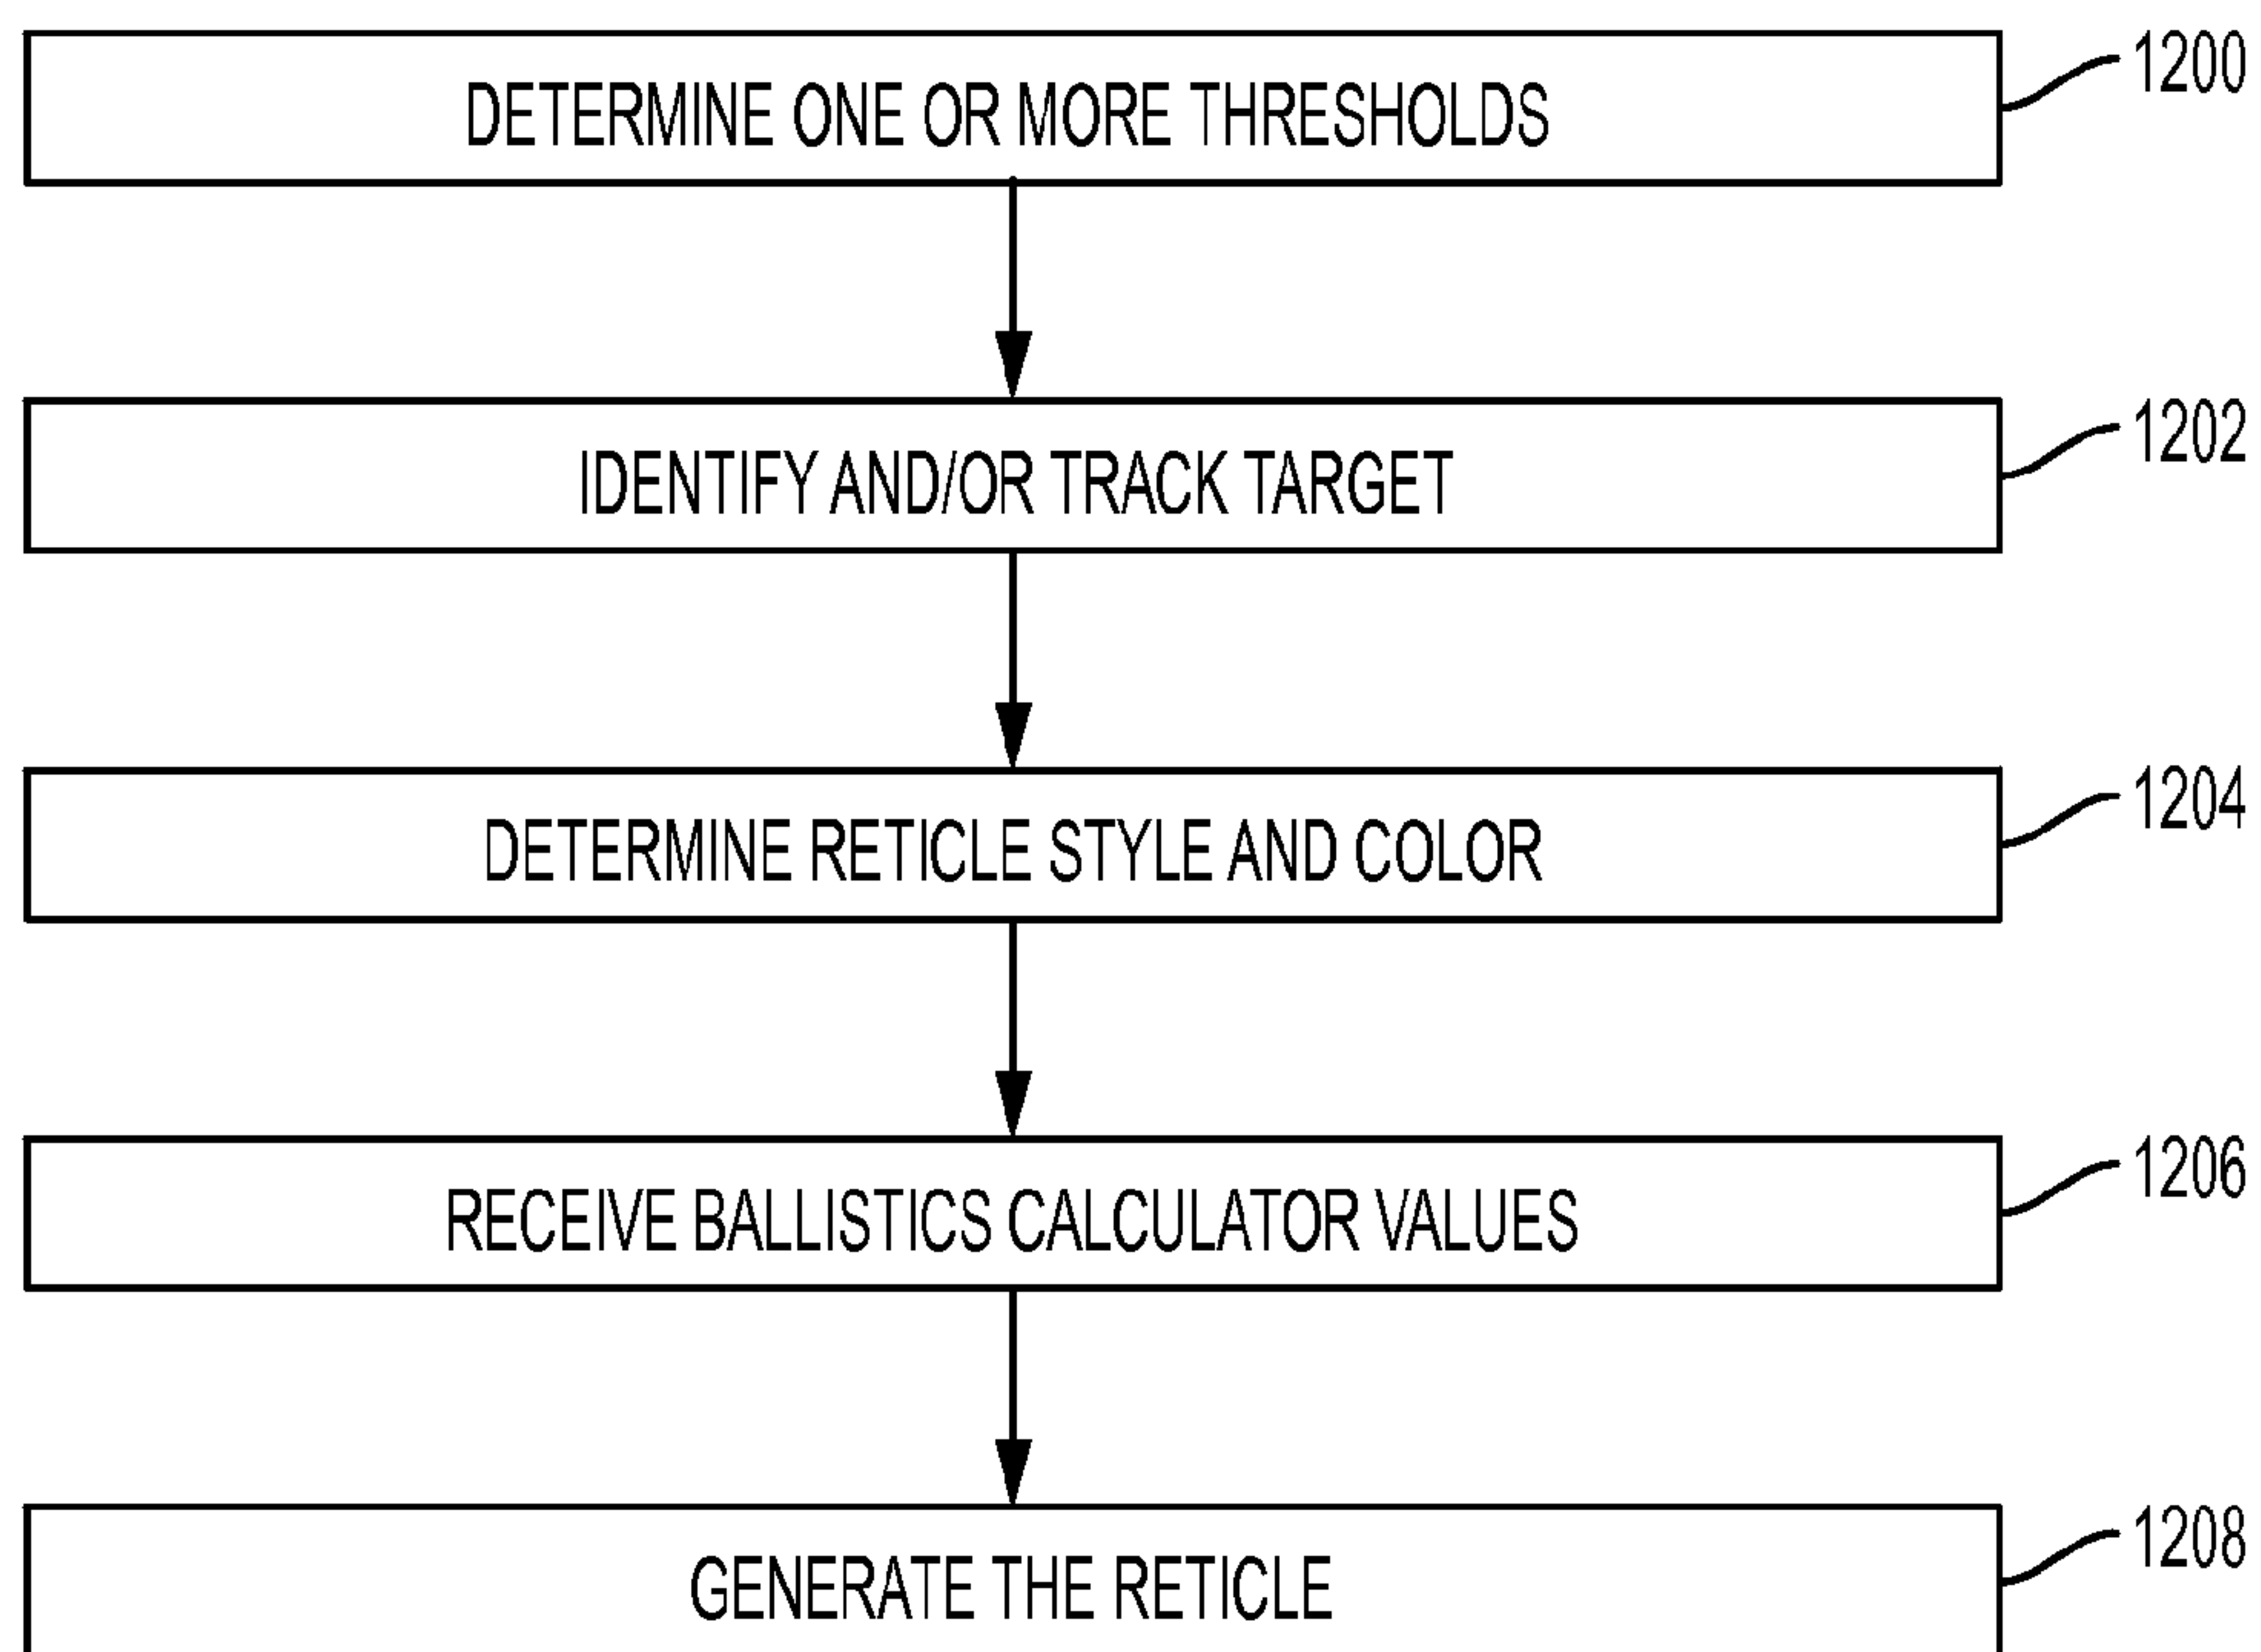 DETERMINE ONE OR MORE THRESHOLDS
1200
IDENTIFY AND/OR TRACK TARGET
1202
DETERMINE RETICLE STYLE AND COLOR
1204
RECEIVE BALLISTICS CALCULATOR VALUES
1206
GENERATE THE RETICLE
1208